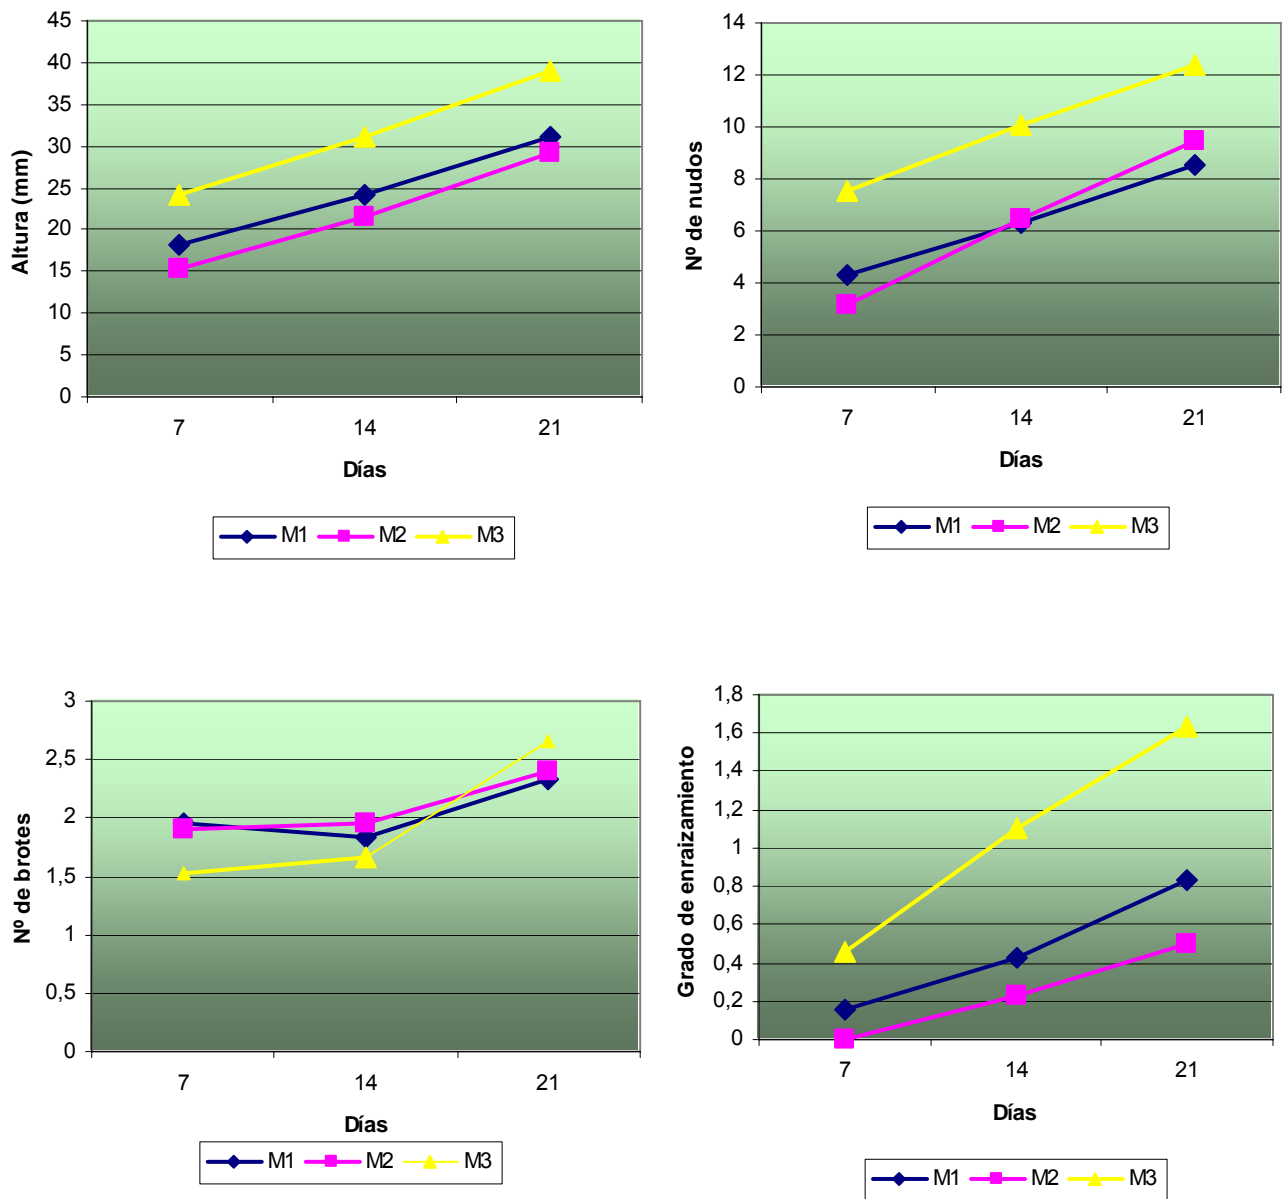 Altura (mm)
45
40
35
30
25
20
15
10
5
0
7 14 21
Días
M1 M2 M3
Nº de nudos
14
12
10
8
6
4
2
0
7 14 21
Días
M1 M2 M3
Nº de brotes
3
2,5
2
1,5
1
0,5
0
7 14 21
Días
M1 M2 M3
Grado de enraizamiento
1,8
1,6
1,4
1,2
1
0,8
0,6
0,4
0,2
0
7 14 21
Días
M1 M2 M3